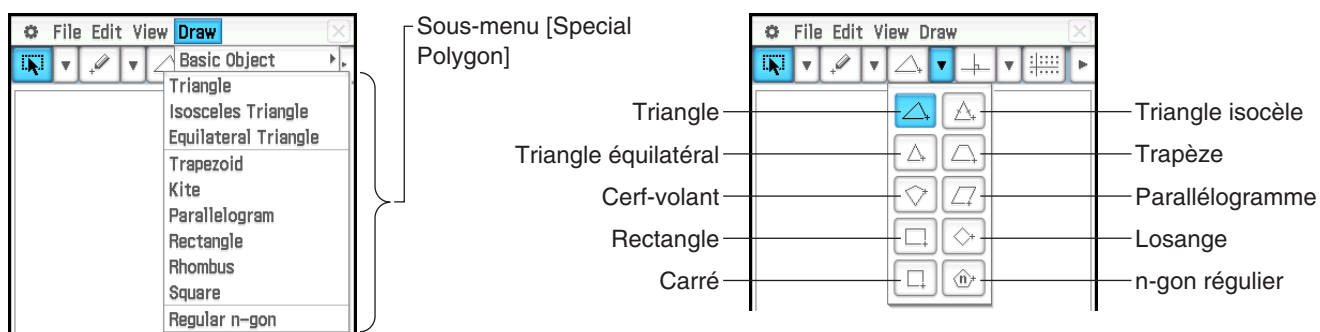 File Edit View Draw
Basic Object
Triangle
Isosceles Triangle
Equilateral Triangle
Trapezoid
Kite
Parallelogram
Rectangle
Rhombus
Square
Regular n-gon
Sous-menu [Special
Polygon]
File Edit View Draw
Triangle
Triangle isocèle
Triangle équilatéral
Trapèze
Cerf-volant
Parallélogramme
Rectangle
Losange
Carré
n
n-gon régulier